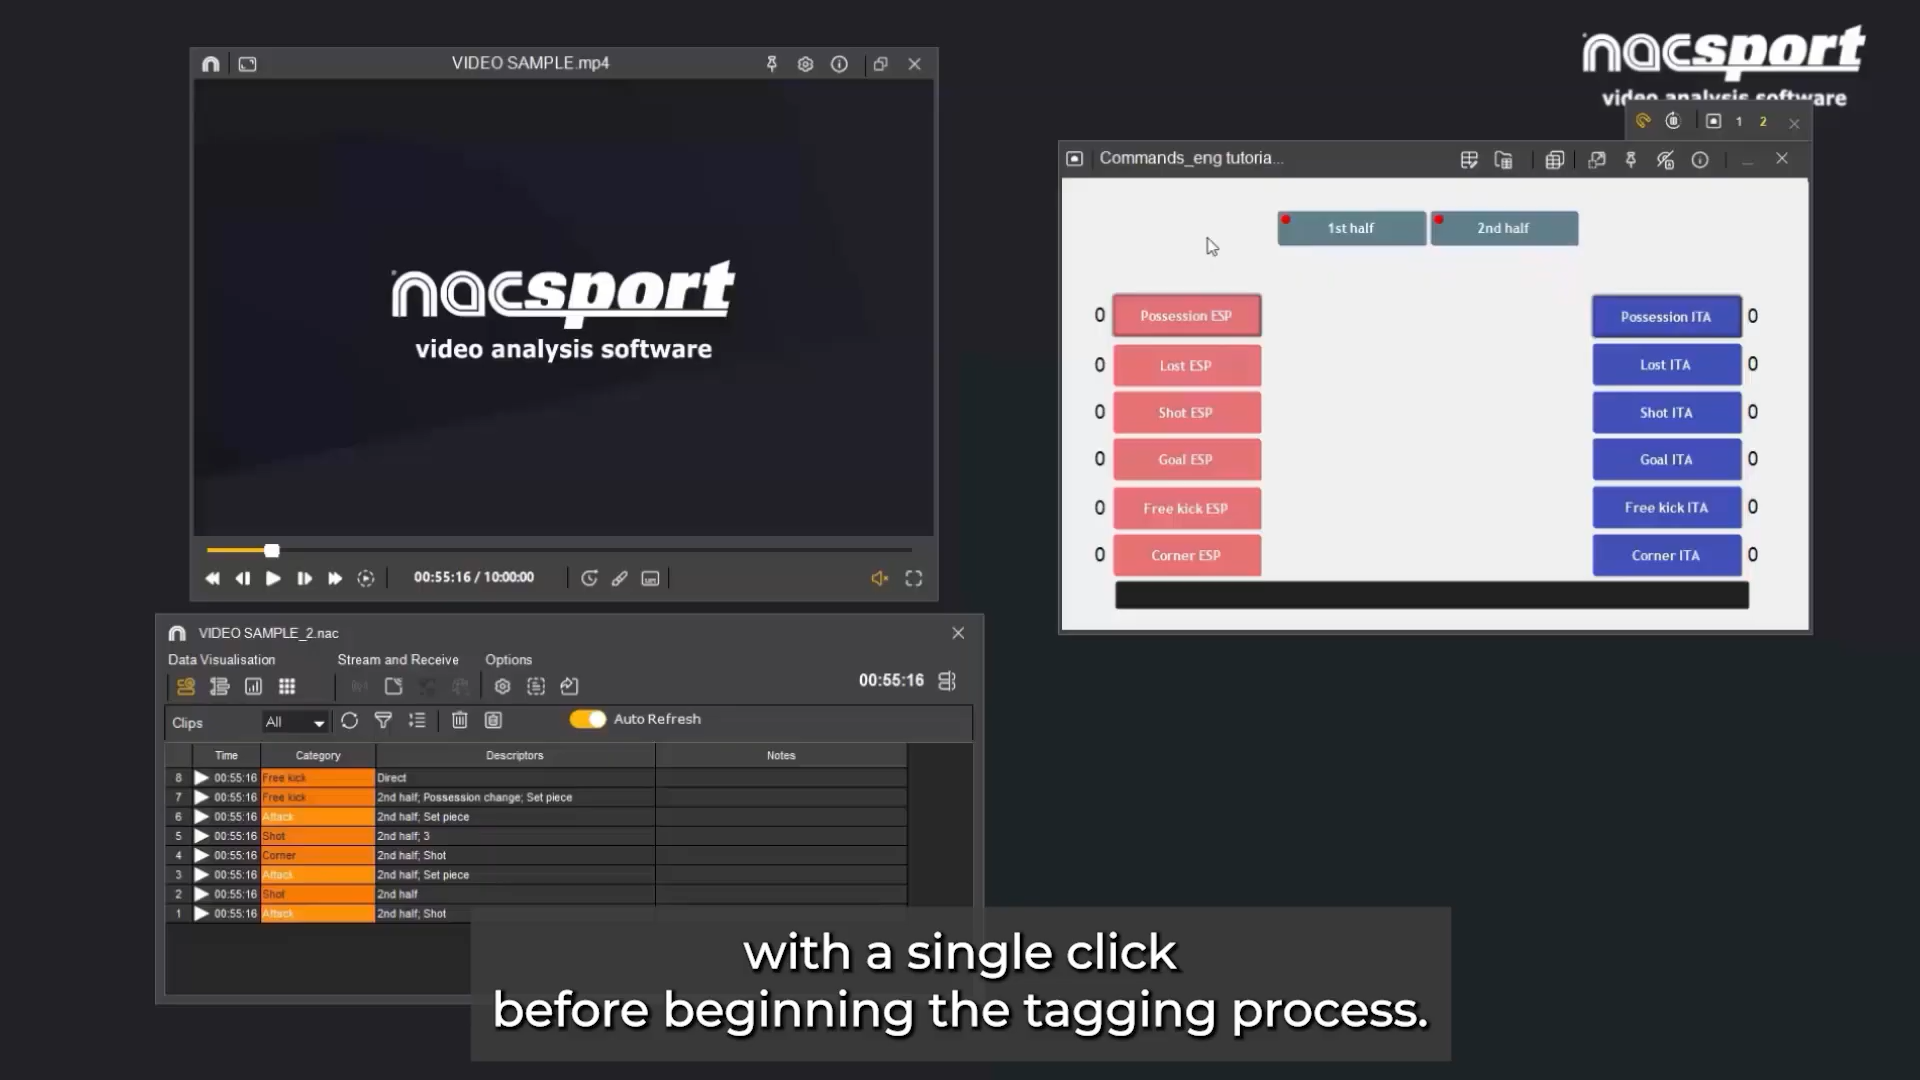 VIDEO SAMPLE.mp4
nacsport
video analysis software
00:55:16 / 10:00:00
nacsport
video analysis software
1 2
Commands_eng tutoria...
1st half 2nd half
0 Possession ESP Possession ITA 0
0 Lost ESP Lost ITA 0
0 Shot ESP Shot ITA 0
0 Goal ESP Goal ITA 0
0 Free kick ESP Free kick ITA 0
0 Corner ESP Corner ITA 0
VIDEO SAMPLE_2.nac
Data Visualisation Stream and Receive Options
00:55:16
Clips All Auto Refresh
Time Category Descriptors Notes
8 00:55:16 Free kick Direct
7 00:55:16 Free kick 2nd half; Possession change; Set piece
6 00:55:16 Attack 2nd half; Set piece
5 00:55:16 Shot 2nd half; 3
4 00:55:16 Corner 2nd half; Shot
3 00:55:16 Attack 2nd half; Set piece
2 00:55:16 Shot 2nd half
1 00:55:16 Attack 2nd half; Shot
with a single click
before beginning the tagging process.